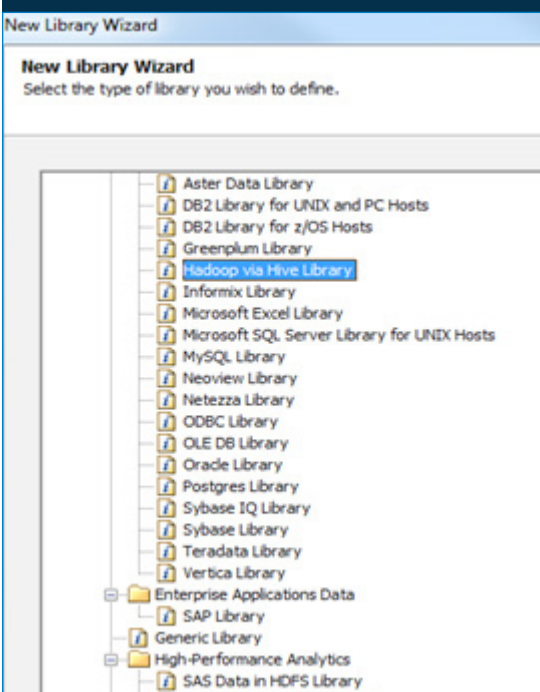 New Library Wizard
New Library Wizard
Select the type of library you wish to define.
Aster Data Library
DB2 Library for UNIX and PC Hosts
DB2 Library for z/OS Hosts
Greenplum Library
Hadoop via Hive Library
Informix Library
Microsoft Excel Library
Microsoft SQL Server Library for UNIX Hosts
MySQL Library
Neoview Library
Netezza Library
ODBC Library
OLE DB Library
Oracle Library
Postgres Library
Sybase IQ Library
Sybase Library
Teradata Library
Vertica Library
Enterprise Applications Data
SAP Library
Generic Library
High-Performance Analytics
SAS Data in HDFS Library